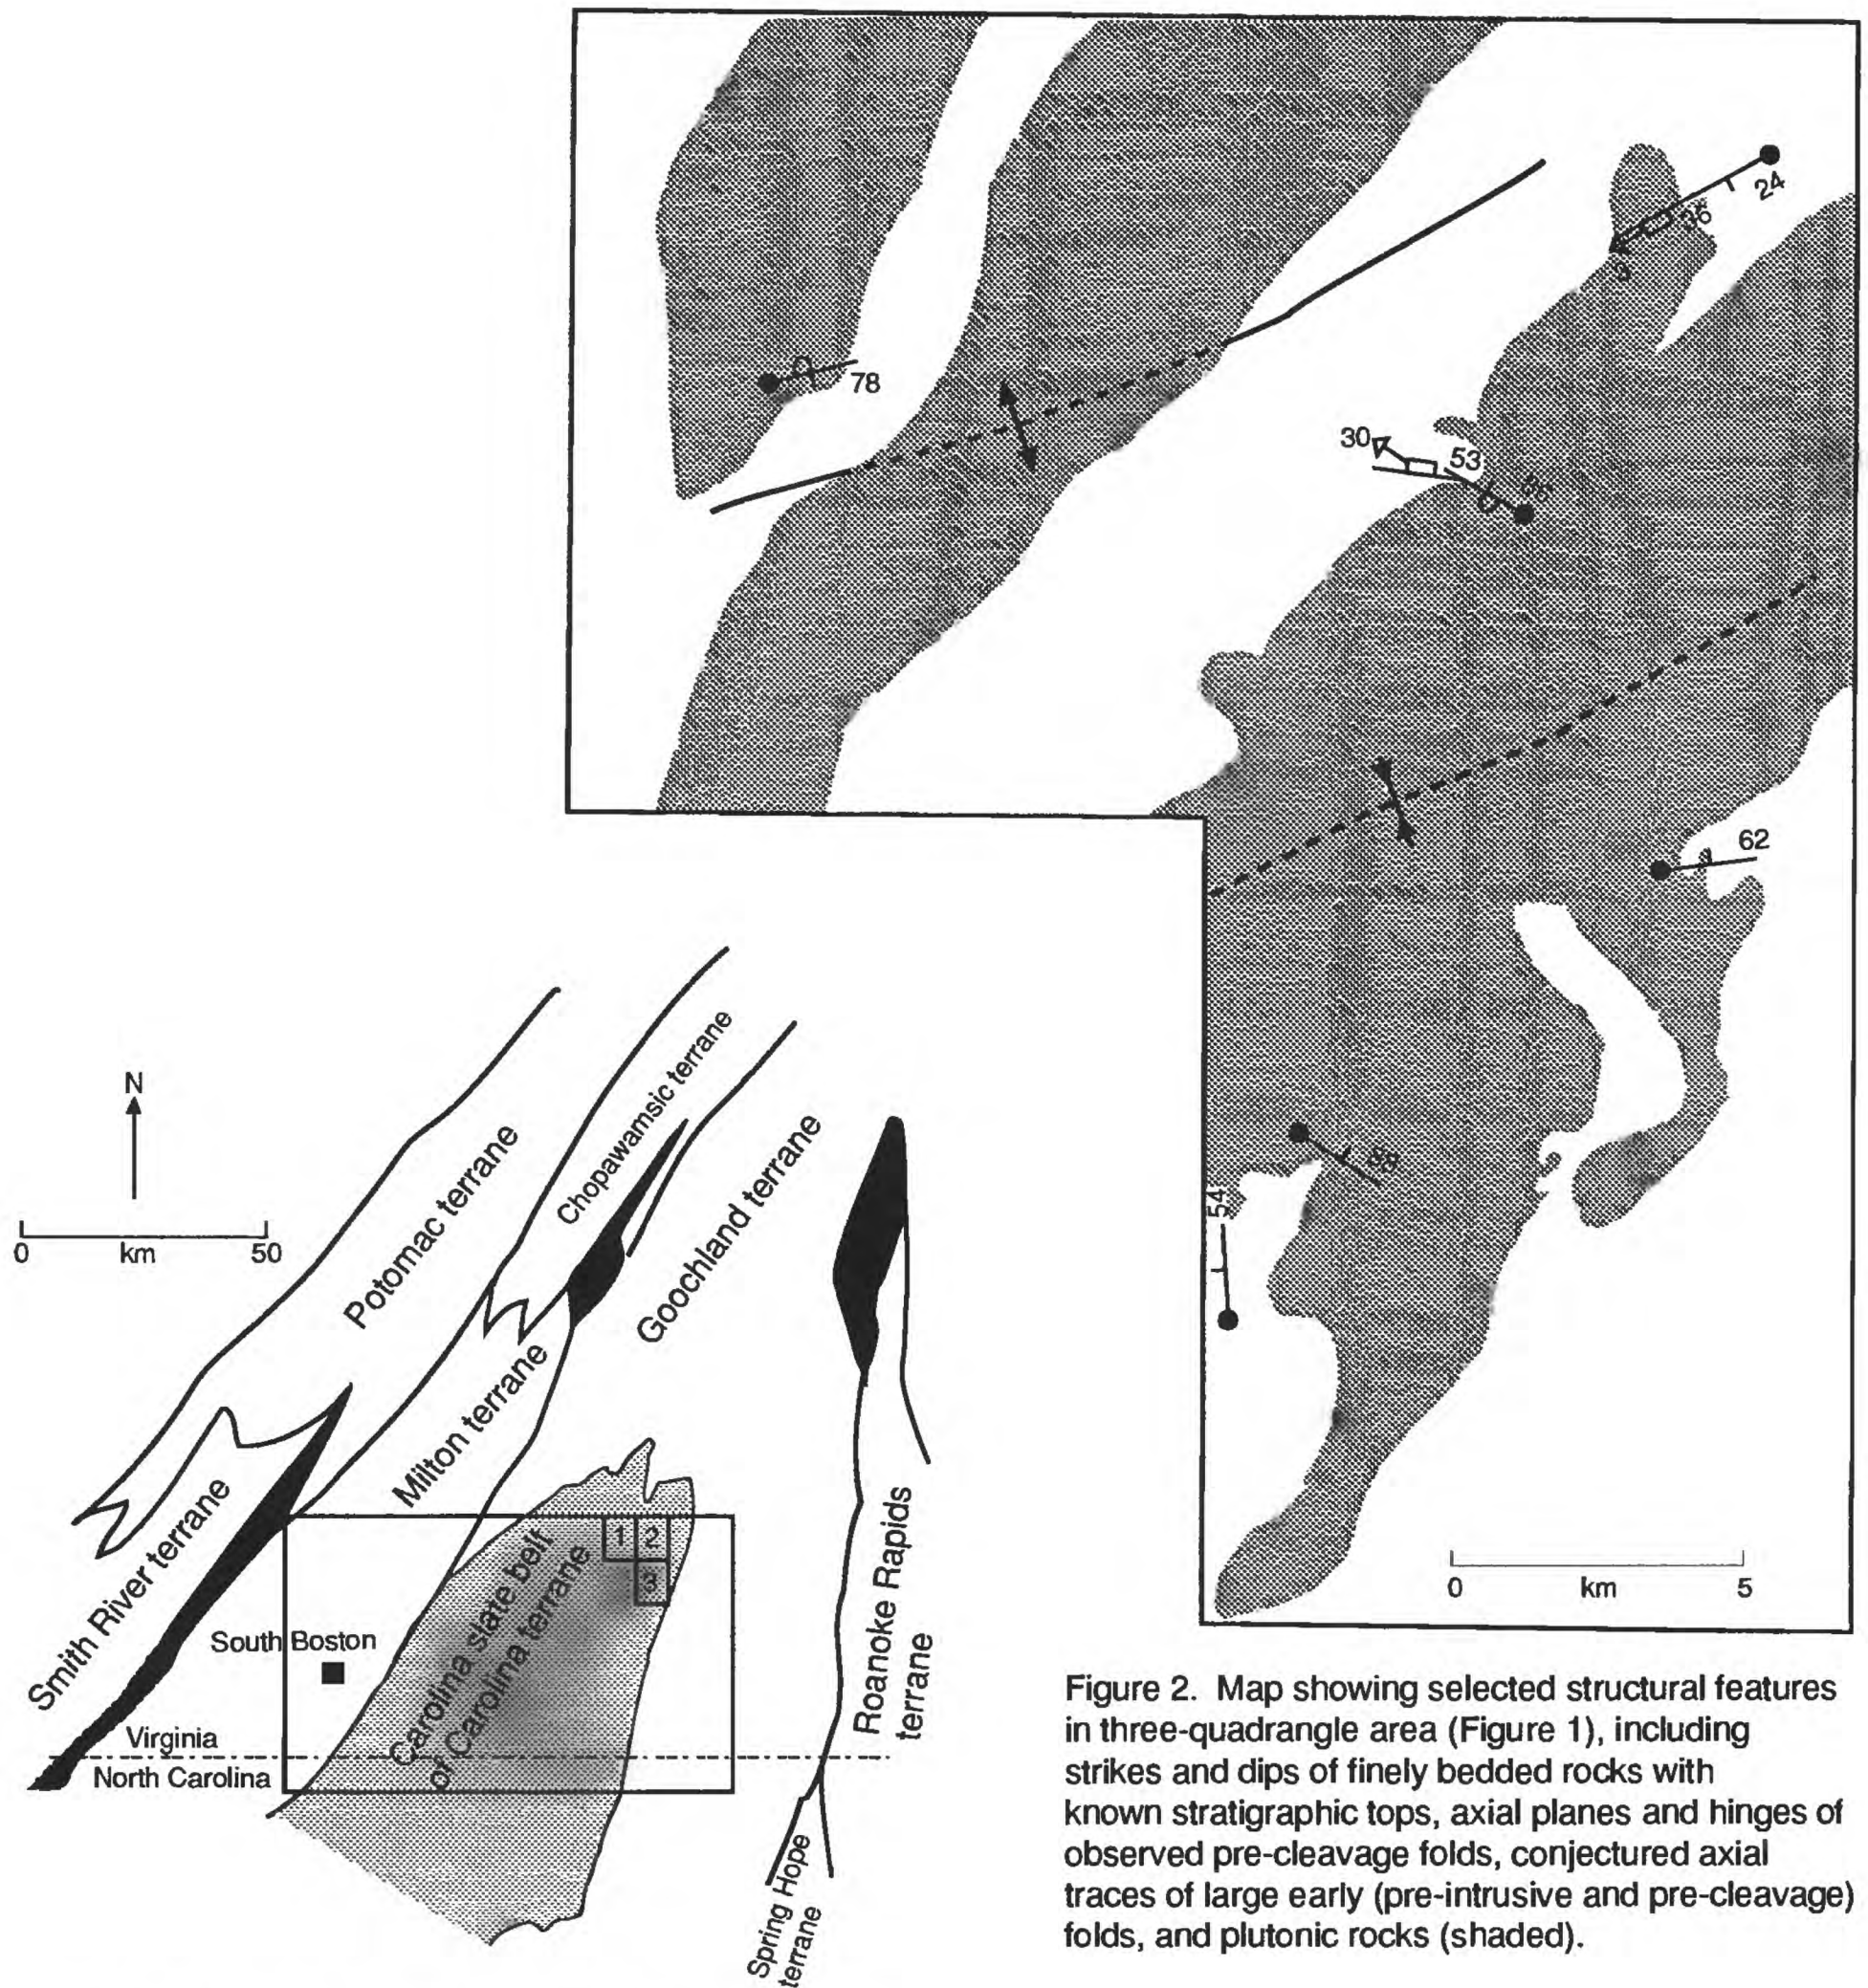 24
36
78
30
53
86
62
88
54
0 km 5
N
0 km 50
Potomac terrane
Chopawamsic terrane
Goochland terrane
Milton terrane
Smith River terrane
Carolina slate belt
of Carolina terrane
1
2
3
South Boston
Roanoke Rapids
terrane
Virginia
North Carolina
Spring Hope
terrane
Figure 2. Map showing selected structural features
in three-quadrangle area (Figure 1), including
strikes and dips of finely bedded rocks with
known stratigraphic tops, axial planes and hinges of
observed pre-cleavage folds, conjectured axial
traces of large early (pre-intrusive and pre-cleavage)
folds, and plutonic rocks (shaded).